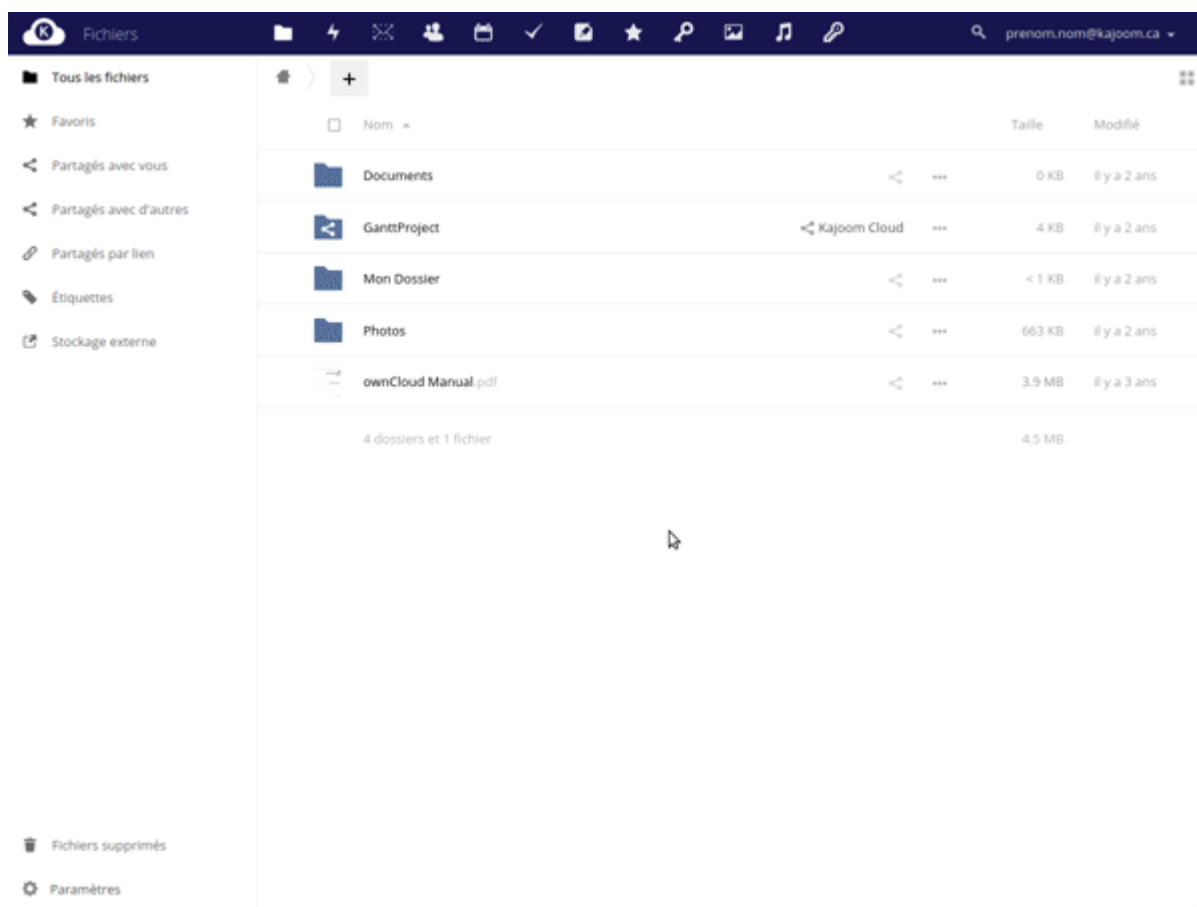 K Fichiers prenom.nom@kajoom.ca
Tous les fichiers
Favoris
Partagés avec vous
Partagés avec d'autres
Partagés par lien
Étiquettes
Stockage externe
+
Nom Taille Modifié
Documents ... 0 KB il y a 2 ans
GanttProject Kajoom Cloud ... 4 KB il y a 2 ans
Mon Dossier ... < 1 KB il y a 2 ans
Photos ... 663 KB il y a 2 ans
ownCloud Manual.pdf ... 3.9 MB il y a 3 ans
4 dossiers et 1 fichier 4.5 MB
Fichiers supprimés
Paramètres